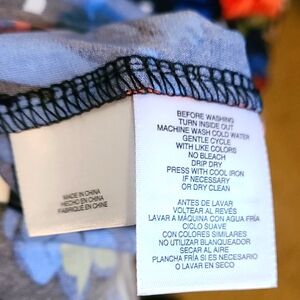 MADE IN CHINA
HECHO EN CHINA
FABRIQUÉ EN CHINE
BEFORE WASHING
TURN INSIDE OUT
MACHINE WASH COLD WATER
GENTLE CYCLE
WITH LIKE COLORS
NO BLEACH
DRIP DRY
PRESS WITH COOL IRON
IF NECESSARY
OR DRY CLEAN
ANTES DE LAVAR
VOLTEAR AL REVÉS
LAVAR A MÁQUINA CON AGUA FRÍA
CICLO SUAVE
CON COLORES SIMILARES
NO UTILIZAR BLANQUEADOR
SECAR AL AIRE
PLANCHA FRÍA SI ES NECESARIO
O LAVAR EN SECO